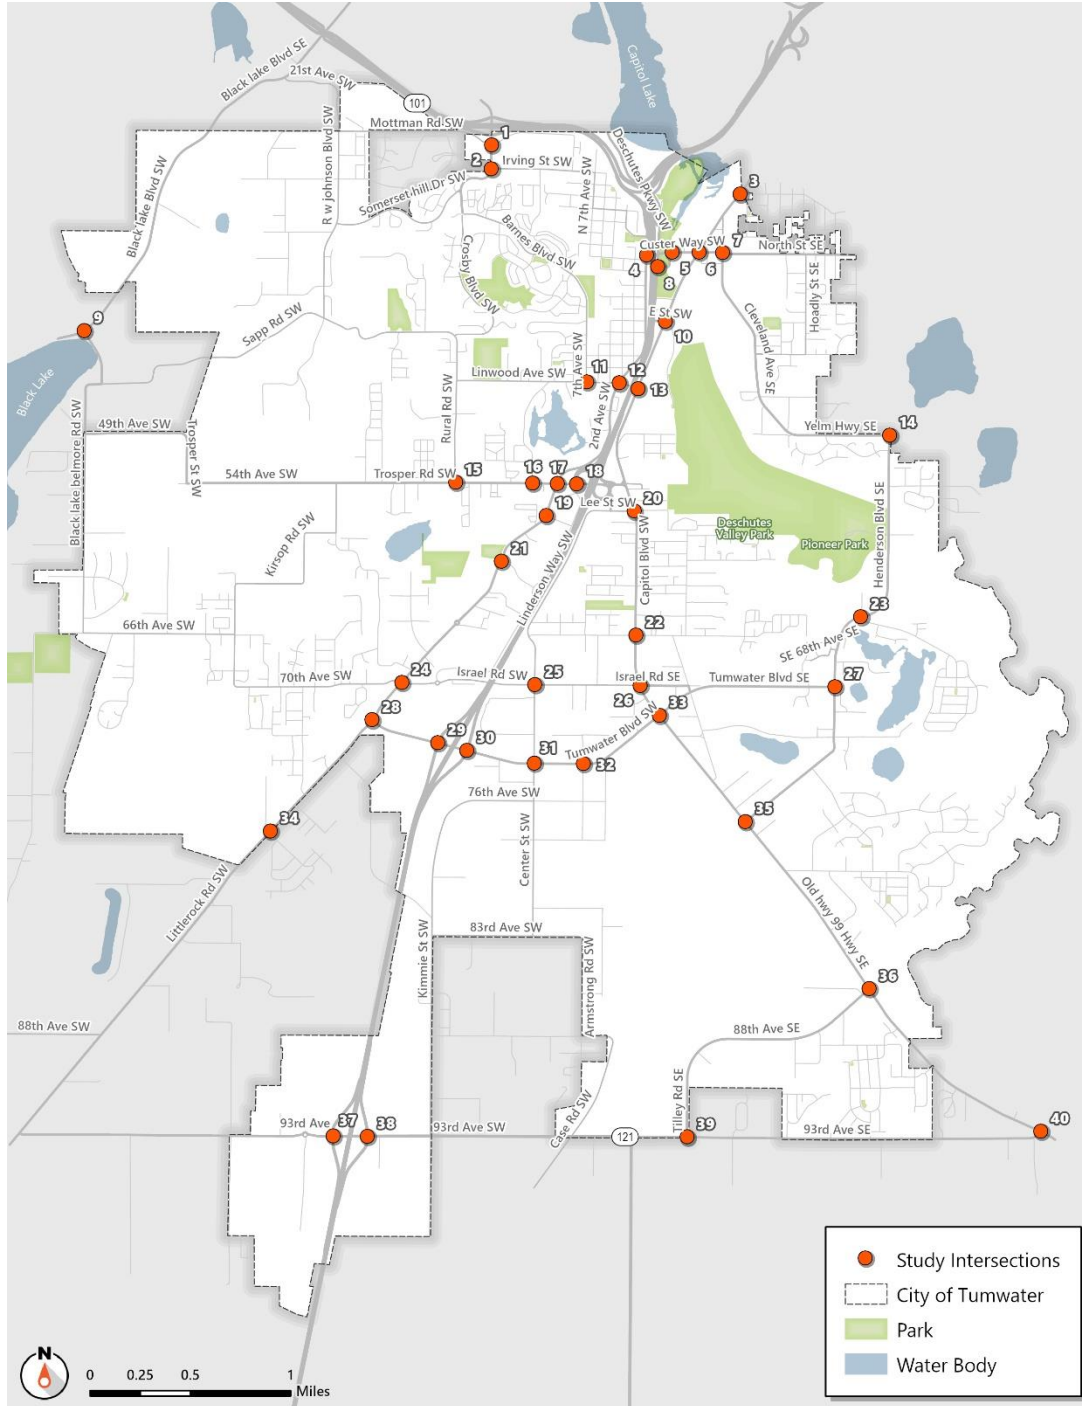 Black lake Blvd SE
21st Ave SW
101
Capitol Lake
Mottman Rd SW
R w johnson Blvd SW
1
2
Irving St SW
N 7th Ave SW
Deschutes Pkwy SW
3
Black lake Blvd SW
Somerset hill Dr SW
Barnes Blvd SW
Crosby Blvd SW
Custer Way SW
7
North St SE
4
5
6
8
Hoadly St SE
9
Sapp Rd SW
E St SW
10
Cleveland Ave SE
Black Lake
Linwood Ave SW
7th Ave SW
11
12
13
2nd Ave SW
Rural Rd SW
49th Ave SW
Trosper St SW
Yelm Hwy SE
14
54th Ave SW
Trosper Rd SW
15
16
17
18
Lee St SW
20
19
Black lake belmore Rd SW
Kirsop Rd SW
21
Linderson Way SW
Capitol Blvd SW
Deschutes
Valley Park
Pioneer Park
Henderson Blvd SE
66th Ave SW
22
23
SE 68th Ave SE
70th Ave SW
24
Israel Rd SW
25
Israel Rd SE
26
Tumwater Blvd SE
27
28
29
30
31
32
Tumwater Blvd SW
33
76th Ave SW
34
Center St SW
35
Littlerock Rd SW
Old hwy 99 Hwy SE
83rd Ave SW
Kimmie St SW
Armstrong Rd SW
36
88th Ave SW
88th Ave SE
93rd Ave
37
38
93rd Ave SW
Case Rd SW
121
Tilley Rd SE
39
93rd Ave SE
40
Study Intersections
City of Tumwater
Park
Water Body
N
0 0.25 0.5 1
Miles